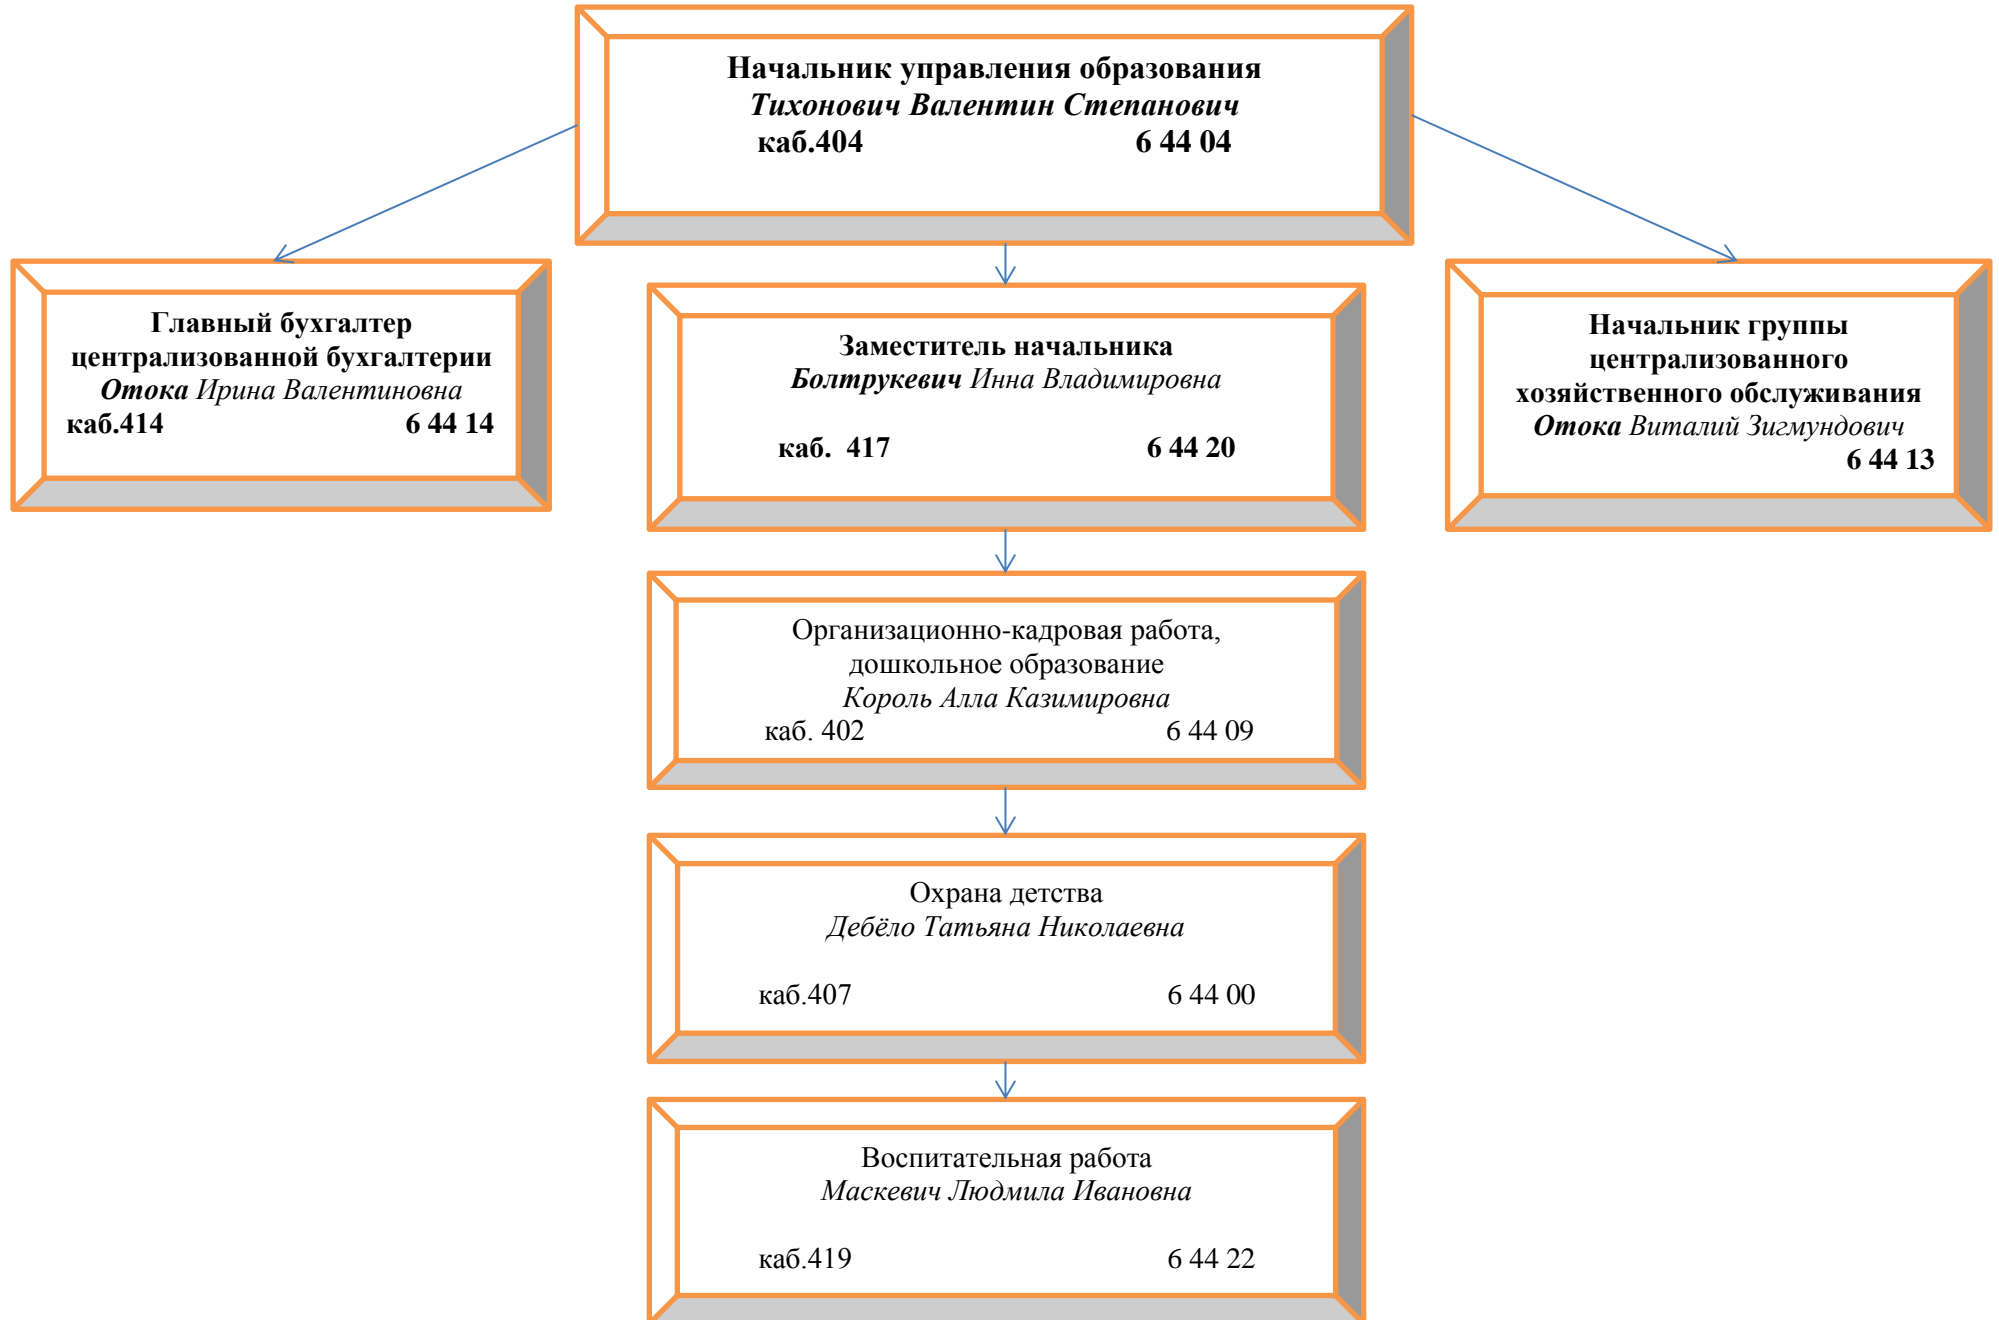 Начальник управления образования
Тихонович Валентин Степанович
каб.404 6 44 04
Главный бухгалтер
централизованной бухгалтерии
Отока Ирина Валентиновна
каб.414 6 44 14
Заместитель начальника
Болтрукевич Инна Владимировна
каб. 417 6 44 20
Начальник группы
централизованного
хозяйственного обслуживания
Отока Виталий Зигмундович
6 44 13
Организационно-кадровая работа,
дошкольное образование
Король Алла Казимировна
каб. 402 6 44 09
Охрана детства
Дебёло Татьяна Николаевна
каб.407 6 44 00
Воспитательная работа
Маскевич Людмила Ивановна
каб.419 6 44 22